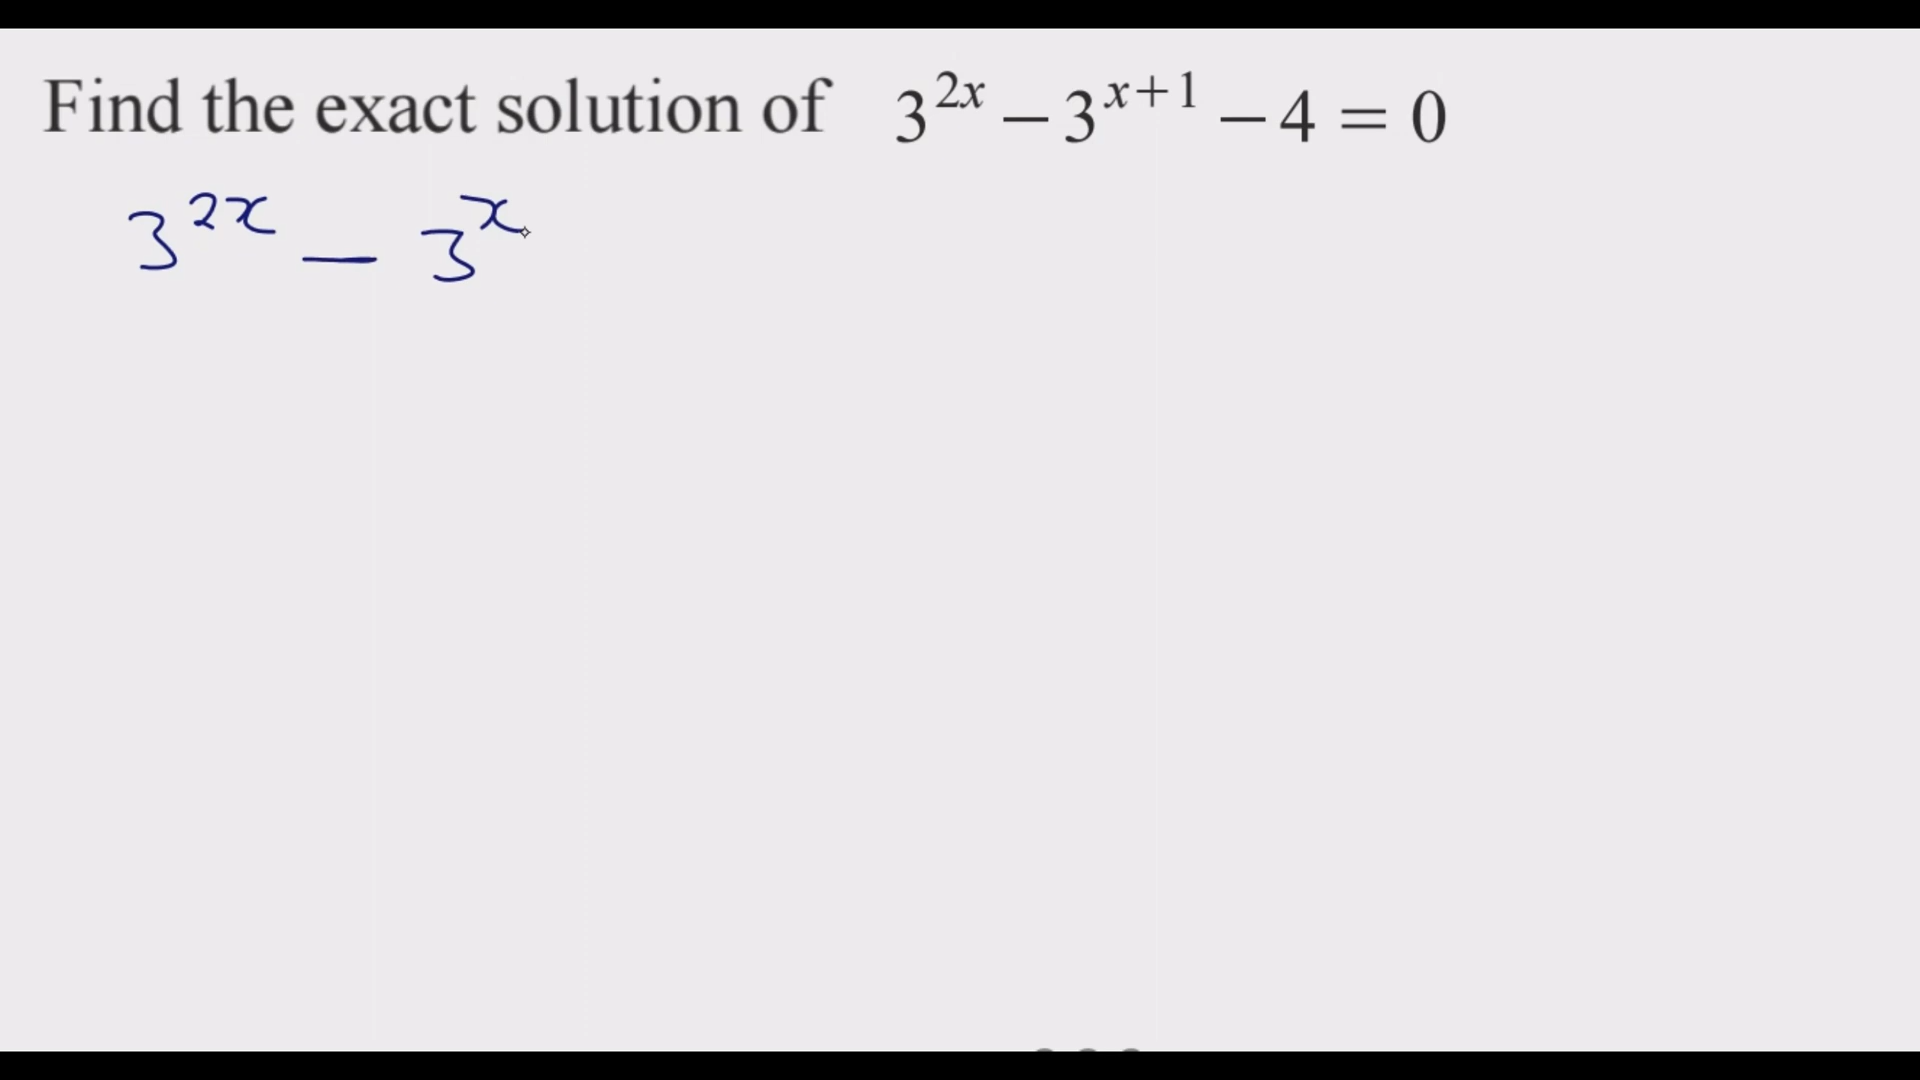 Find the exact solution of 3^{2x} − 3^{x+1} − 4 = 0
3^{2x} − 3^{x}